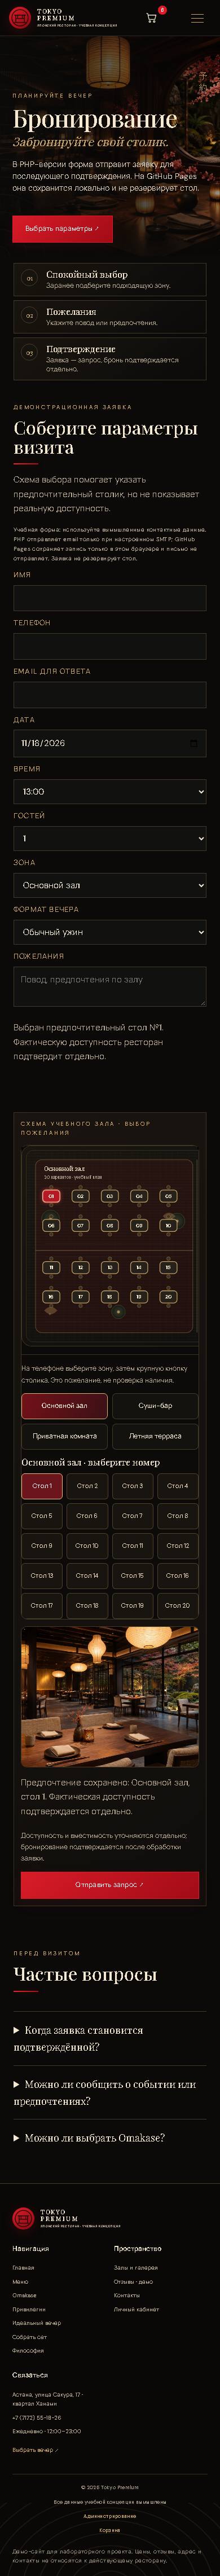 TOKYO
PREMIUM
ЯПОНСКИЙ РЕСТОРАН · УЧЕБНАЯ КОНЦЕПЦИЯ
0
ПЛАНИРУЙТЕ ВЕЧЕР
Бронирование
Забронируйте свой столик.
В PHP-версии форма отправит заявку для
последующего подтверждения. На GitHub Pages
она сохранится локально и не резервирует стол.
Выбрать параметры ↗
01
Спокойный выбор
Заранее подберите подходящую зону.
02
Пожелания
Укажите повод или предпочтения.
03
Подтверждение
Заявка — запрос, бронь подтверждается
отдельно.
ДЕМОНСТРАЦИОННАЯ ЗАЯВКА
Соберите параметры
визита
Схема выбора помогает указать
предпочтительный столик, но не показывает
реальную доступность.
Учебная форма: используйте вымышленные контактные данные.
PHP отправляет email только при настроенном SMTP; GitHub
Pages сохраняет запись только в этом браузере и письмо не
отправляет. Заявка не резервирует стол.
ИМЯ
ТЕЛЕФОН
EMAIL ДЛЯ ОТВЕТА
ДАТА
11/18/2026
ВРЕМЯ
13:00
ГОСТЕЙ
1
ЗОНА
Основной зал
ФОРМАТ ВЕЧЕРА
Обычный ужин
ПОЖЕЛАНИЯ
Повод, предпочтения по залу
Выбран предпочтительный стол №1.
Фактическую доступность ресторан
подтвердит отдельно.
СХЕМА УЧЕБНОГО ЗАЛА · ВЫБОР
ПОЖЕЛАНИЯ
Основной зал
20 вариантов · учебный план
01 02 03 04 05
06 07 08 09 10
11 12 13 14 15
16 17 18 19 20
На телефоне выберите зону, затем крупную кнопку
столика. Это пожелание, не проверка наличия.
Основной зал Суши-бар
Приватная комната Летняя терраса
Основной зал · выберите номер
Стол 1 Стол 2 Стол 3 Стол 4
Стол 5 Стол 6 Стол 7 Стол 8
Стол 9 Стол 10 Стол 11 Стол 12
Стол 13 Стол 14 Стол 15 Стол 16
Стол 17 Стол 18 Стол 19 Стол 20
Предпочтение сохранено: Основной зал,
стол 1. Фактическая доступность
подтверждается отдельно.
Доступность и вместимость уточняются отдельно;
бронирование подтверждается после обработки
заявки.
Отправить запрос ↗
ПЕРЕД ВИЗИТОМ
Частые вопросы
▶ Когда заявка становится
подтверждённой?
▶ Можно ли сообщить о событии или
предпочтениях?
▶ Можно ли выбрать Omakase?
TOKYO
PREMIUM
ЯПОНСКИЙ РЕСТОРАН · УЧЕБНАЯ КОНЦЕПЦИЯ
Навигация
Главная
Меню
Omakase
Привилегии
Идеальный вечер
Собрать сет
Философия
Пространство
Залы и галерея
Отзывы · демо
Контакты
Личный кабинет
Связаться
Астана, улица Сакура, 17 ·
квартал Ханами
+7 (7172) 55-18-26
Ежедневно · 12:00–23:00
Выбрать вечер ↗
© 2026 Tokyo Premium
Все данные учебной концепции вымышлены
Администрирование
Корзина
Демо-сайт для лабораторного проекта. Цены, отзывы, адрес и
контакты не относятся к действующему ресторану.